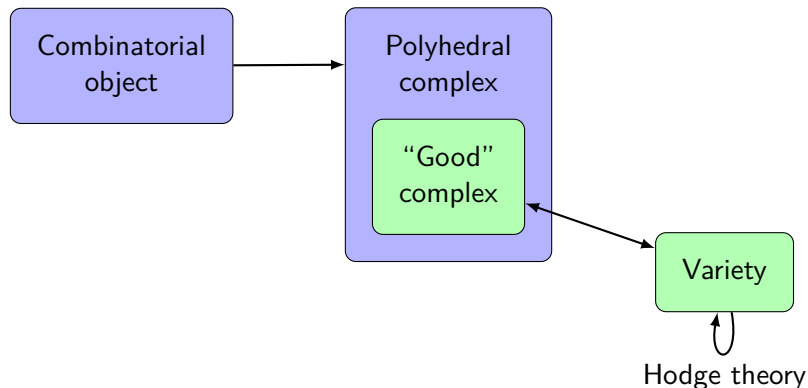 Combinatorial
object
Polyhedral
complex
“Good”
complex
Variety
Hodge theory